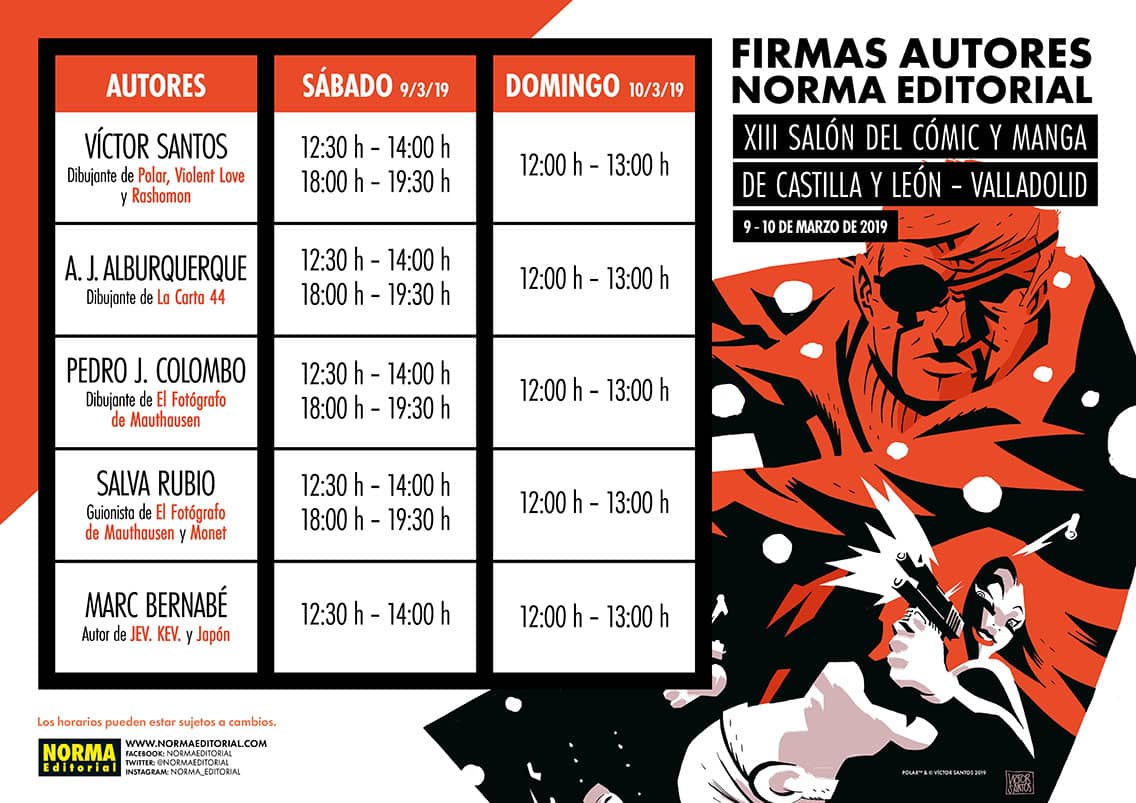 FIRMAS AUTORES
NORMA EDITORIAL
XIII SALÓN DEL CÓMIC Y MANGA
DE CASTILLA Y LEÓN – VALLADOLID
9 - 10 DE MARZO DE 2019
AUTORES
SÁBADO 9/3/19
DOMINGO 10/3/19
VÍCTOR SANTOS
Dibujante de Polar, Violent Love
y Rashomon
12:30 h – 14:00 h
18:00 h – 19:30 h
12:00 h – 13:00 h
A. J. ALBURQUERQUE
Dibujante de La Carta 44
12:30 h – 14:00 h
18:00 h – 19:30 h
12:00 h – 13:00 h
PEDRO J. COLOMBO
Dibujante de El Fotógrafo
de Mauthausen
12:30 h – 14:00 h
18:00 h – 19:30 h
12:00 h – 13:00 h
SALVA RUBIO
Guionista de El Fotógrafo
de Mauthausen y Monet
12:30 h – 14:00 h
18:00 h – 19:30 h
12:00 h – 13:00 h
MARC BERNABÉ
Autor de JEV. KEV. y Japón
12:30 h – 14:00 h
12:00 h – 13:00 h
Los horarios pueden estar sujetos a cambios.
NORMA
Editorial
WWW.NORMAEDITORIAL.COM
FACEBOOK: NORMAEDITORIAL
TWITTER: @NORMAEDITORIAL
INSTAGRAM: NORMA_EDITORIAL
POLAR™ & © VÍCTOR SANTOS 2019
VICTOR
SANTOS